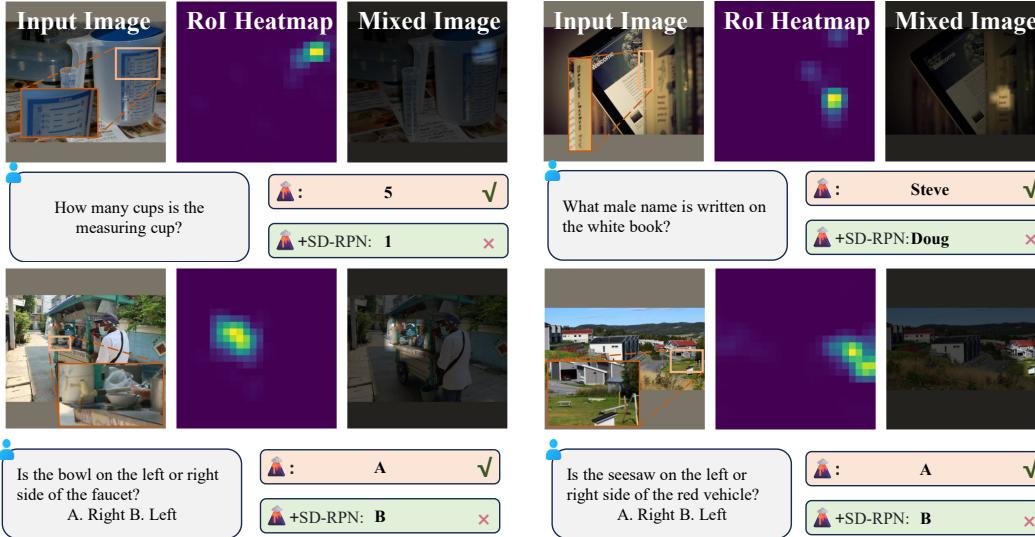 Input Image RoI Heatmap Mixed Image
How many cups is the
measuring cup?
: 5 √
+SD-RPN: 1 ×
Input Image RoI Heatmap Mixed Image
Welcome
What male name is written on
the white book?
: Steve √
+SD-RPN: Doug ×
Is the bowl on the left or right
side of the faucet?
A. Right B. Left
: A √
+SD-RPN: B ×
Is the seesaw on the left or
right side of the red vehicle?
A. Right B. Left
: A √
+SD-RPN: B ×